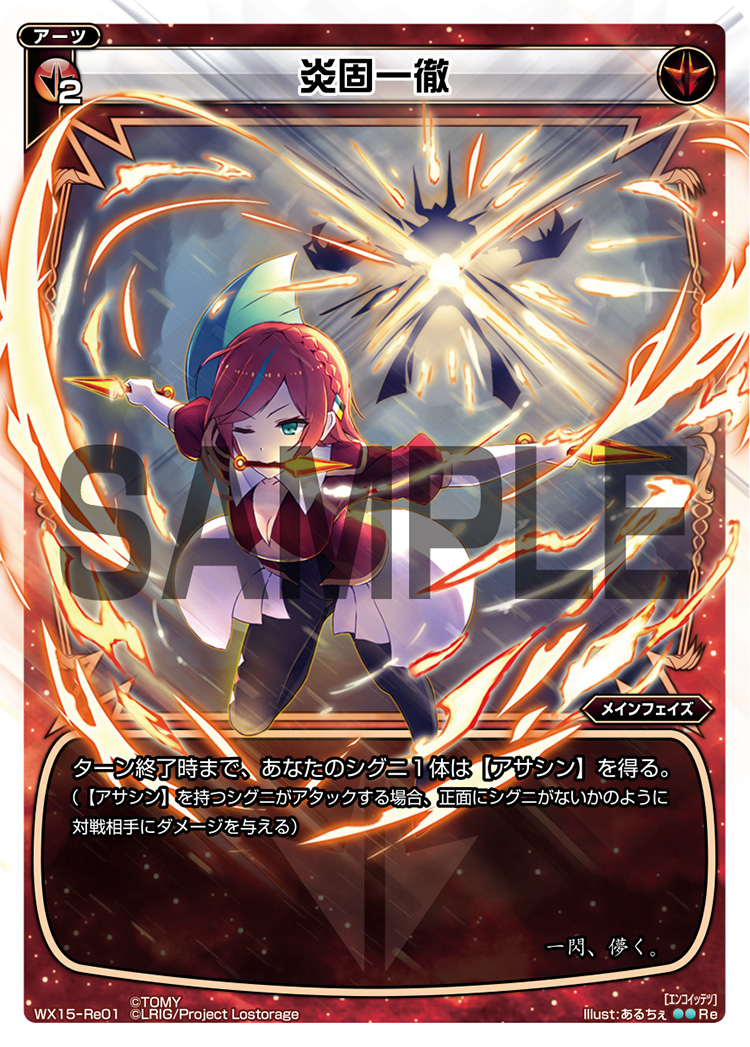 アーツ
2
炎固一徹
SAMPLE
メインフェイズ
ターン終了時まで、あなたのシグニ1体は【アサシン】を得る。
(【アサシン】を持つシグニがアタックする場合、正面にシグニがないかのように
対戦相手にダメージを与える)
一閃、儚く。
©TOMY
[エンコイッテツ]
WX15-Re01 ©LRIG/Project Lostorage
Illust:あるちぇ Re